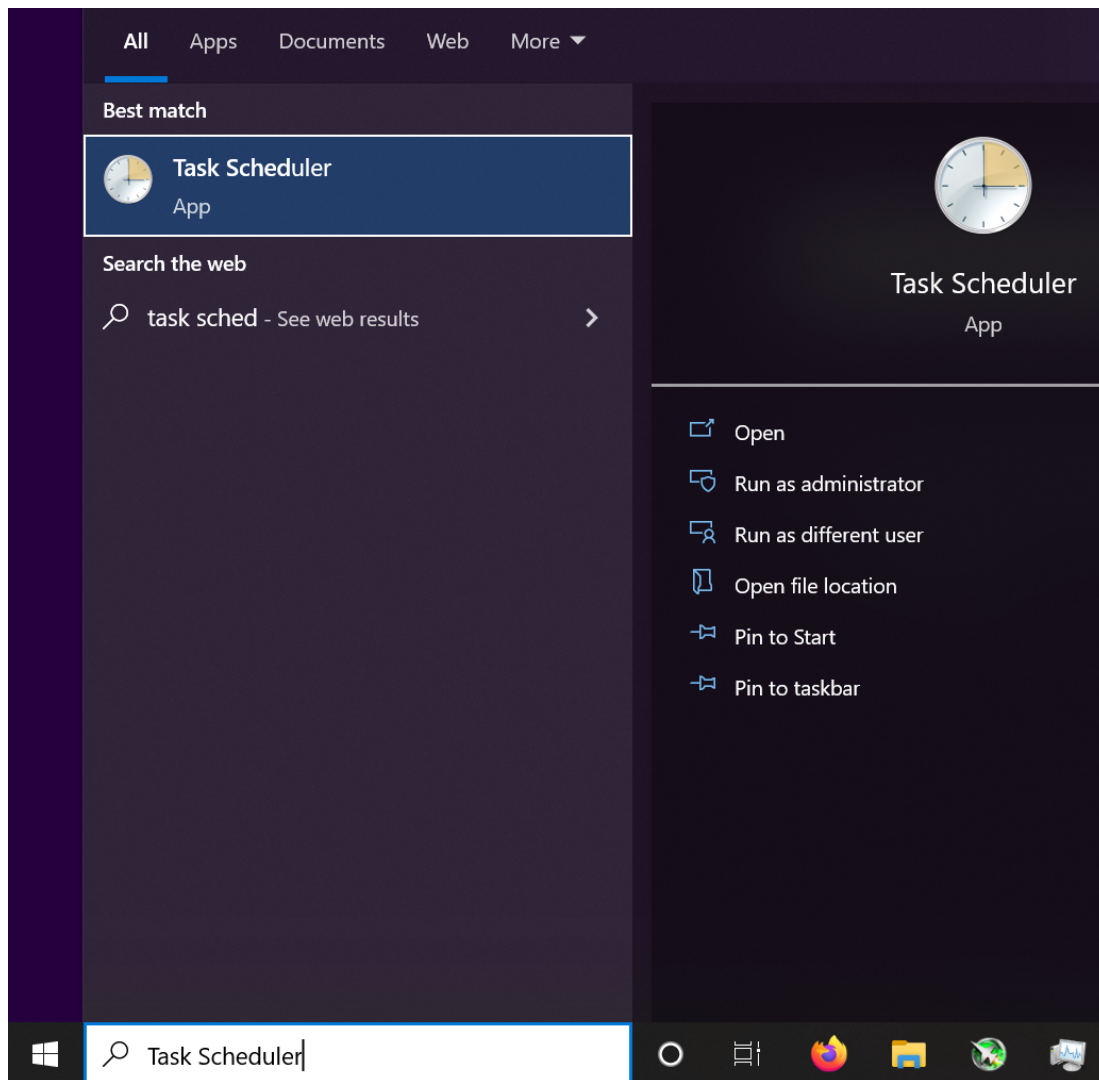 All Apps Documents Web More
Best match
Task Scheduler
App
Search the web
task sched - See web results
Task Scheduler
App
Open
Run as administrator
Run as different user
Open file location
Pin to Start
Pin to taskbar
Task Scheduler